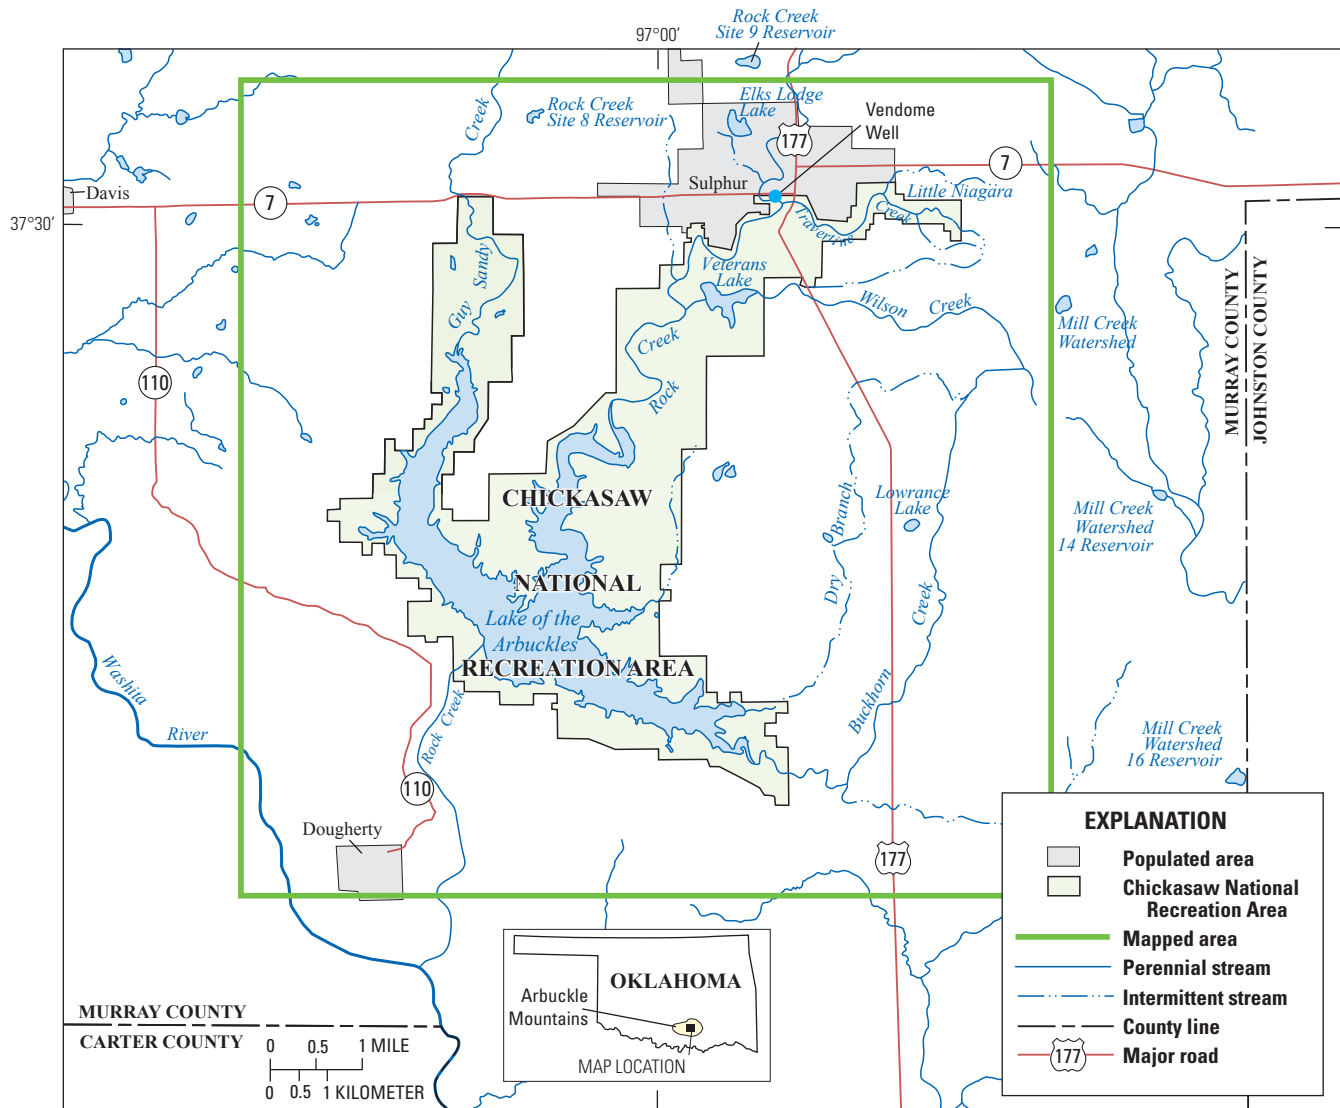 97°00'
Rock Creek
Site 9 Reservoir
Elks Lodge
Lake
Vendome
Well
Rock Creek
Site 8 Reservoir
Creek
177
7
Davis
7
Sulphur
Little Niagara
37°30'
Travertine
Creek
Guy
Sandy
Veterans
Lake
Wilson
Creek
Mill Creek
Watershed
MURRAY COUNTY
JOHNSTON COUNTY
110
Creek
Rock
CHICKASAW
NATIONAL
RECREATION AREA
Lake of the
Arbuckles
Lowrance
Lake
Dry
Branch
Buckhorn
Creek
Mill Creek
Watershed
14 Reservoir
Washita
River
Rock Creek
Mill Creek
Watershed
16 Reservoir
110
Dougherty
177
EXPLANATION
Populated area
Chickasaw National
Recreation Area
Mapped area
Perennial stream
Intermittent stream
County line
177
Major road
OKLAHOMA
Arbuckle
Mountains
MAP LOCATION
MURRAY COUNTY
CARTER COUNTY
0 0.5 1 MILE
0 0.5 1 KILOMETER